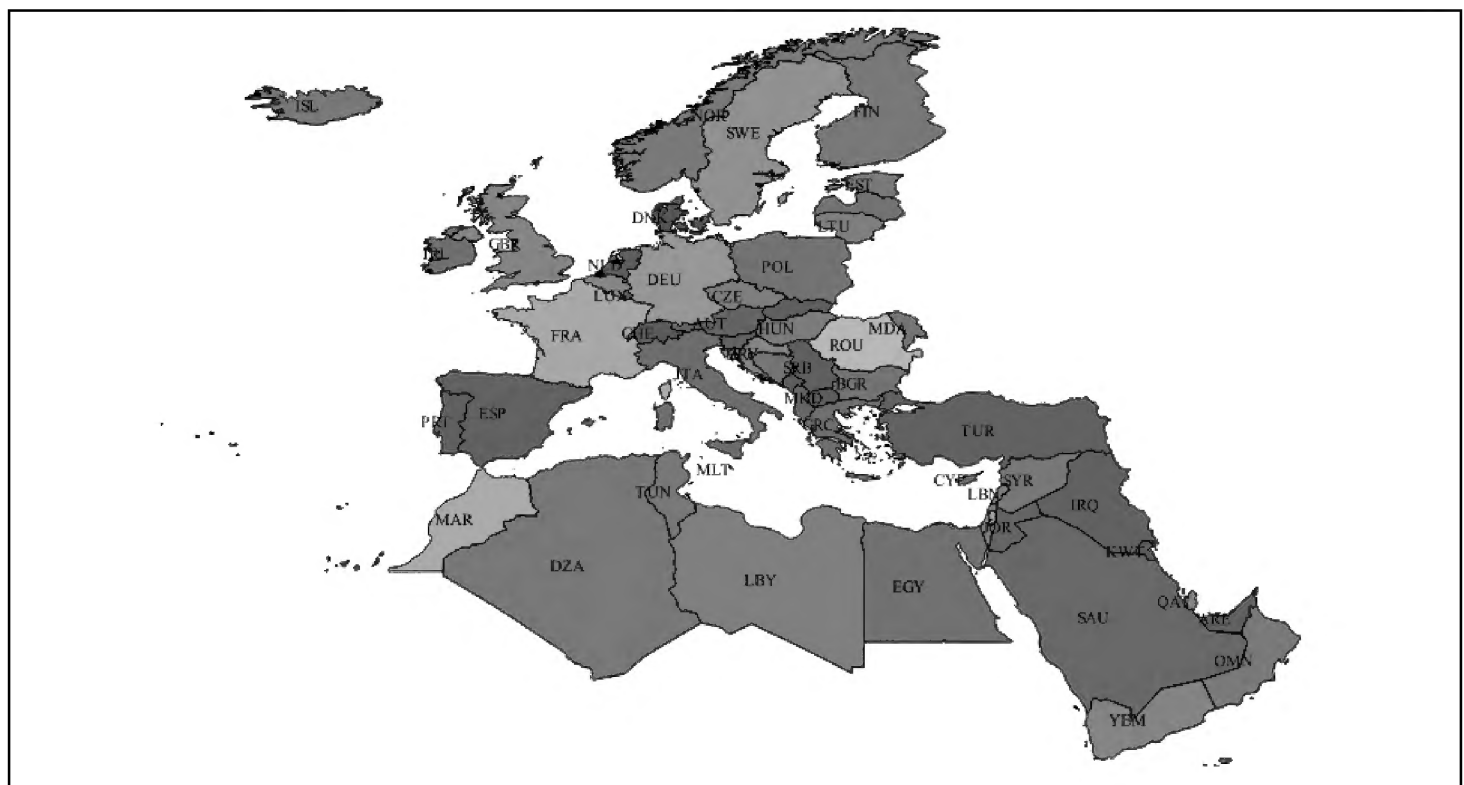 ISL
NOR
FIN
SWE
EST
DNK
LTU
IRL
GBR
NLD
POL
DEU
LUX
CZE
AUT
HUN
MDA
CHE
FRA
ROU
HRV
SRB
ITA
BGR
MKD
PRT
ESP
GRC
TUR
MLT
CYP
SYR
LBN
TUN
IRQ
MAR
JOR
KWT
DZA
LBY
EGY
QAT
SAU
ARE
OMN
YBM